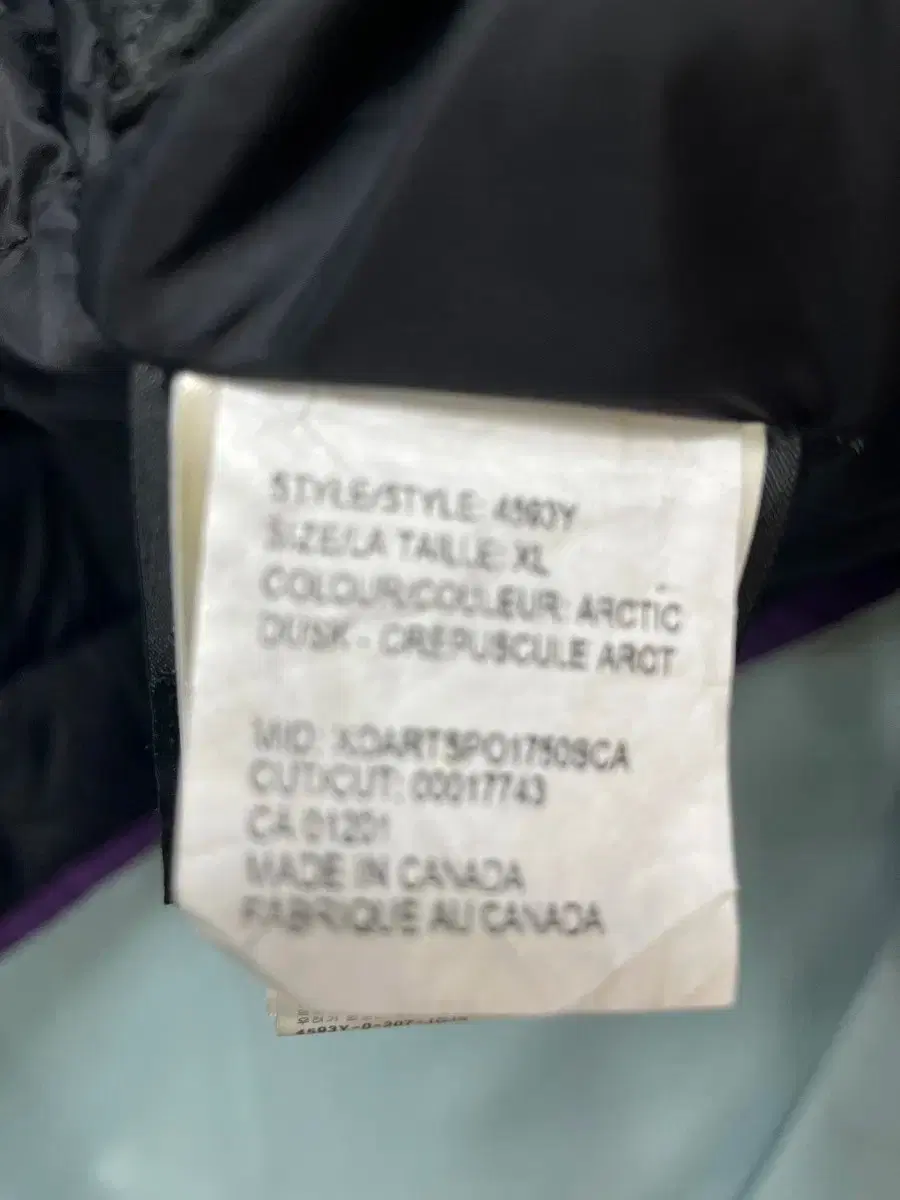 STYLE/STYLE: 4593Y
SIZE/LA TAILLE: XL
COLOUR/COULEUR: ARCTIC
DUSK - CREPUSCULE ARCT
MID: XOARTSPO1750SCA
CUT/CUT: 00017743
CA 01201
MADE IN CANADA
FABRIQUE AU CANADA